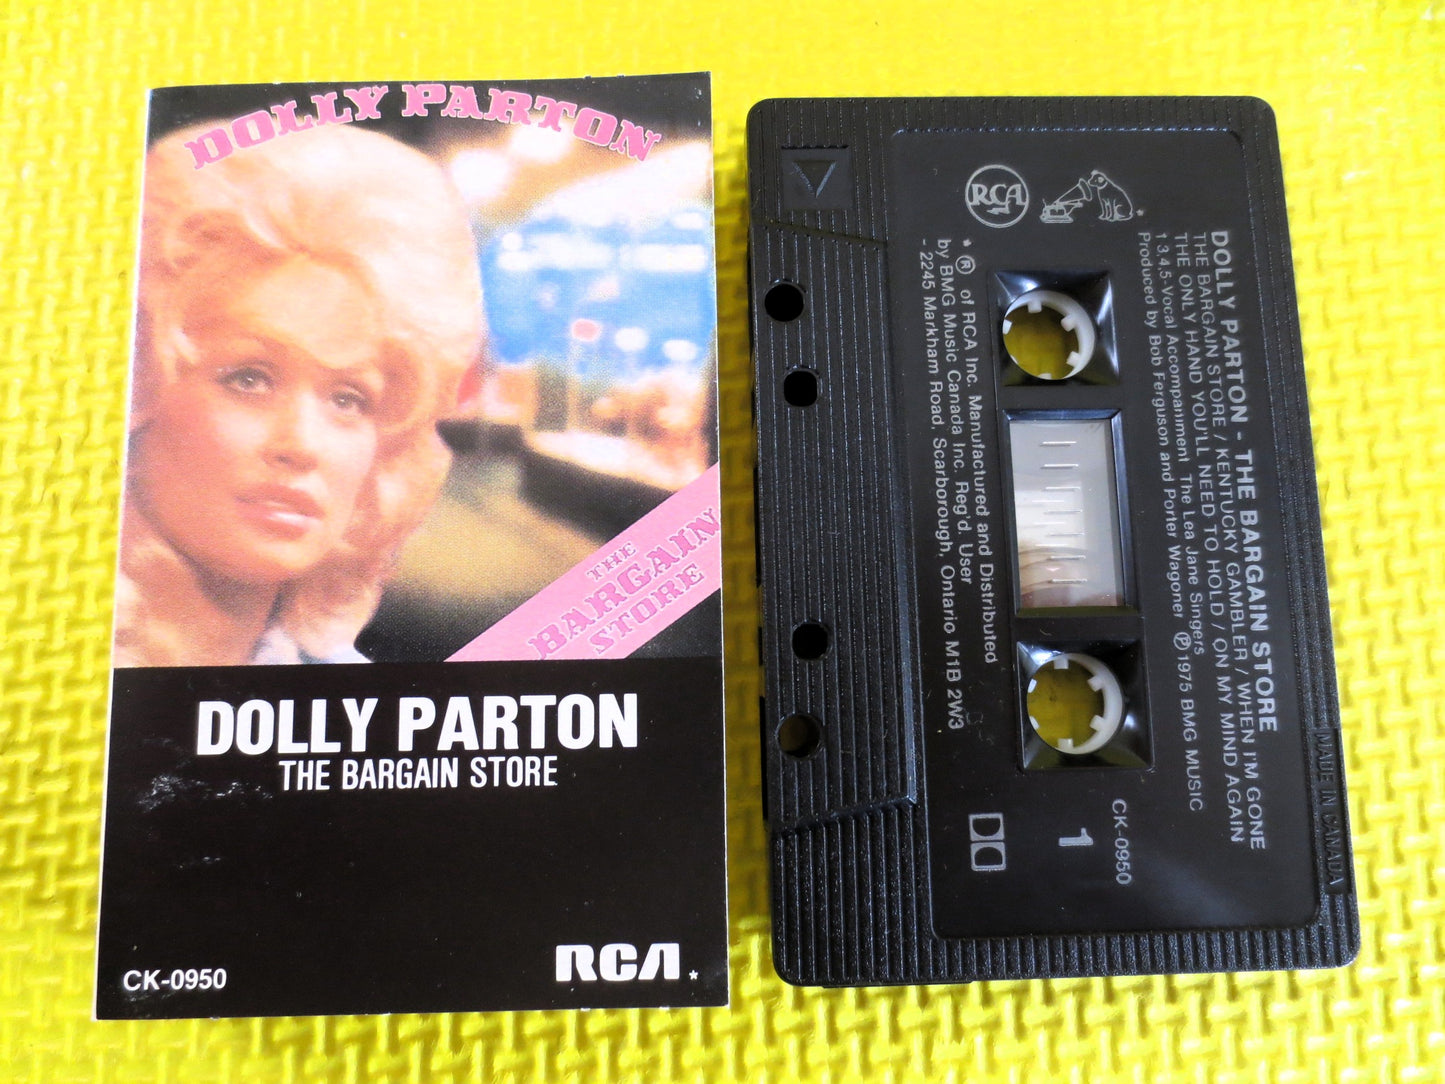 DOLLY PARTON
THE
BARGAIN
STORE
DOLLY PARTON
THE BARGAIN STORE
CK-0950
RCA *
RCA
*
DOLLY PARTON - THE BARGAIN STORE
THE BARGAIN STORE / KENTUCKY GAMBLER / WHEN I'M GONE
THE ONLY HAND YOU'LL NEED TO HOLD / ON MY MIND AGAIN
1,3,4,5-Vocal Accompaniment The Lea Jane Singers
Produced by Bob Ferguson and Porter Wagoner ℗ 1975 BMG MUSIC
* ® of RCA Inc. Manufactured and Distributed
by BMG Music Canada Inc. Reg'd. User
- 2245 Markham Road, Scarborough, Ontario M1B 2W3
CK-0950
1
MADE IN CANADA